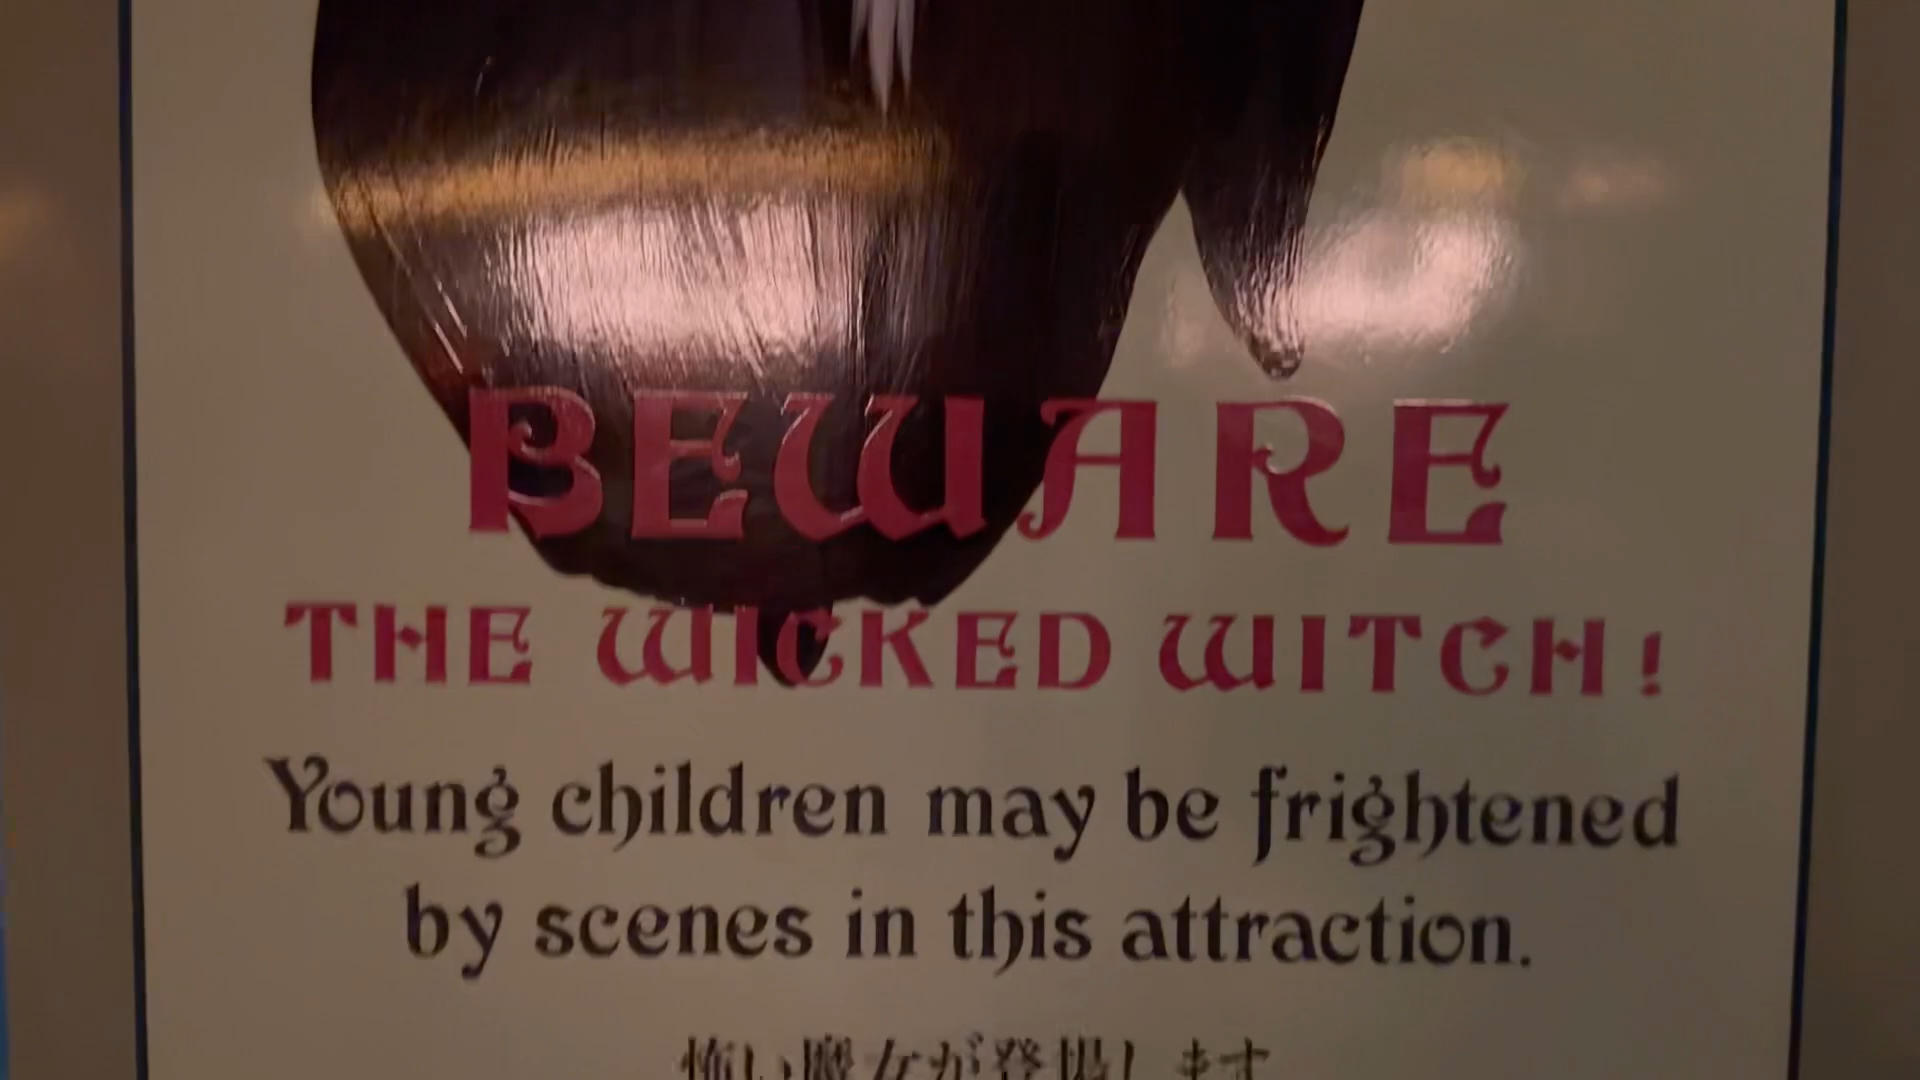 BEWARE
THE WICKED WITCH!
Young children may be frightened
by scenes in this attraction.
怖い魔女が登場します